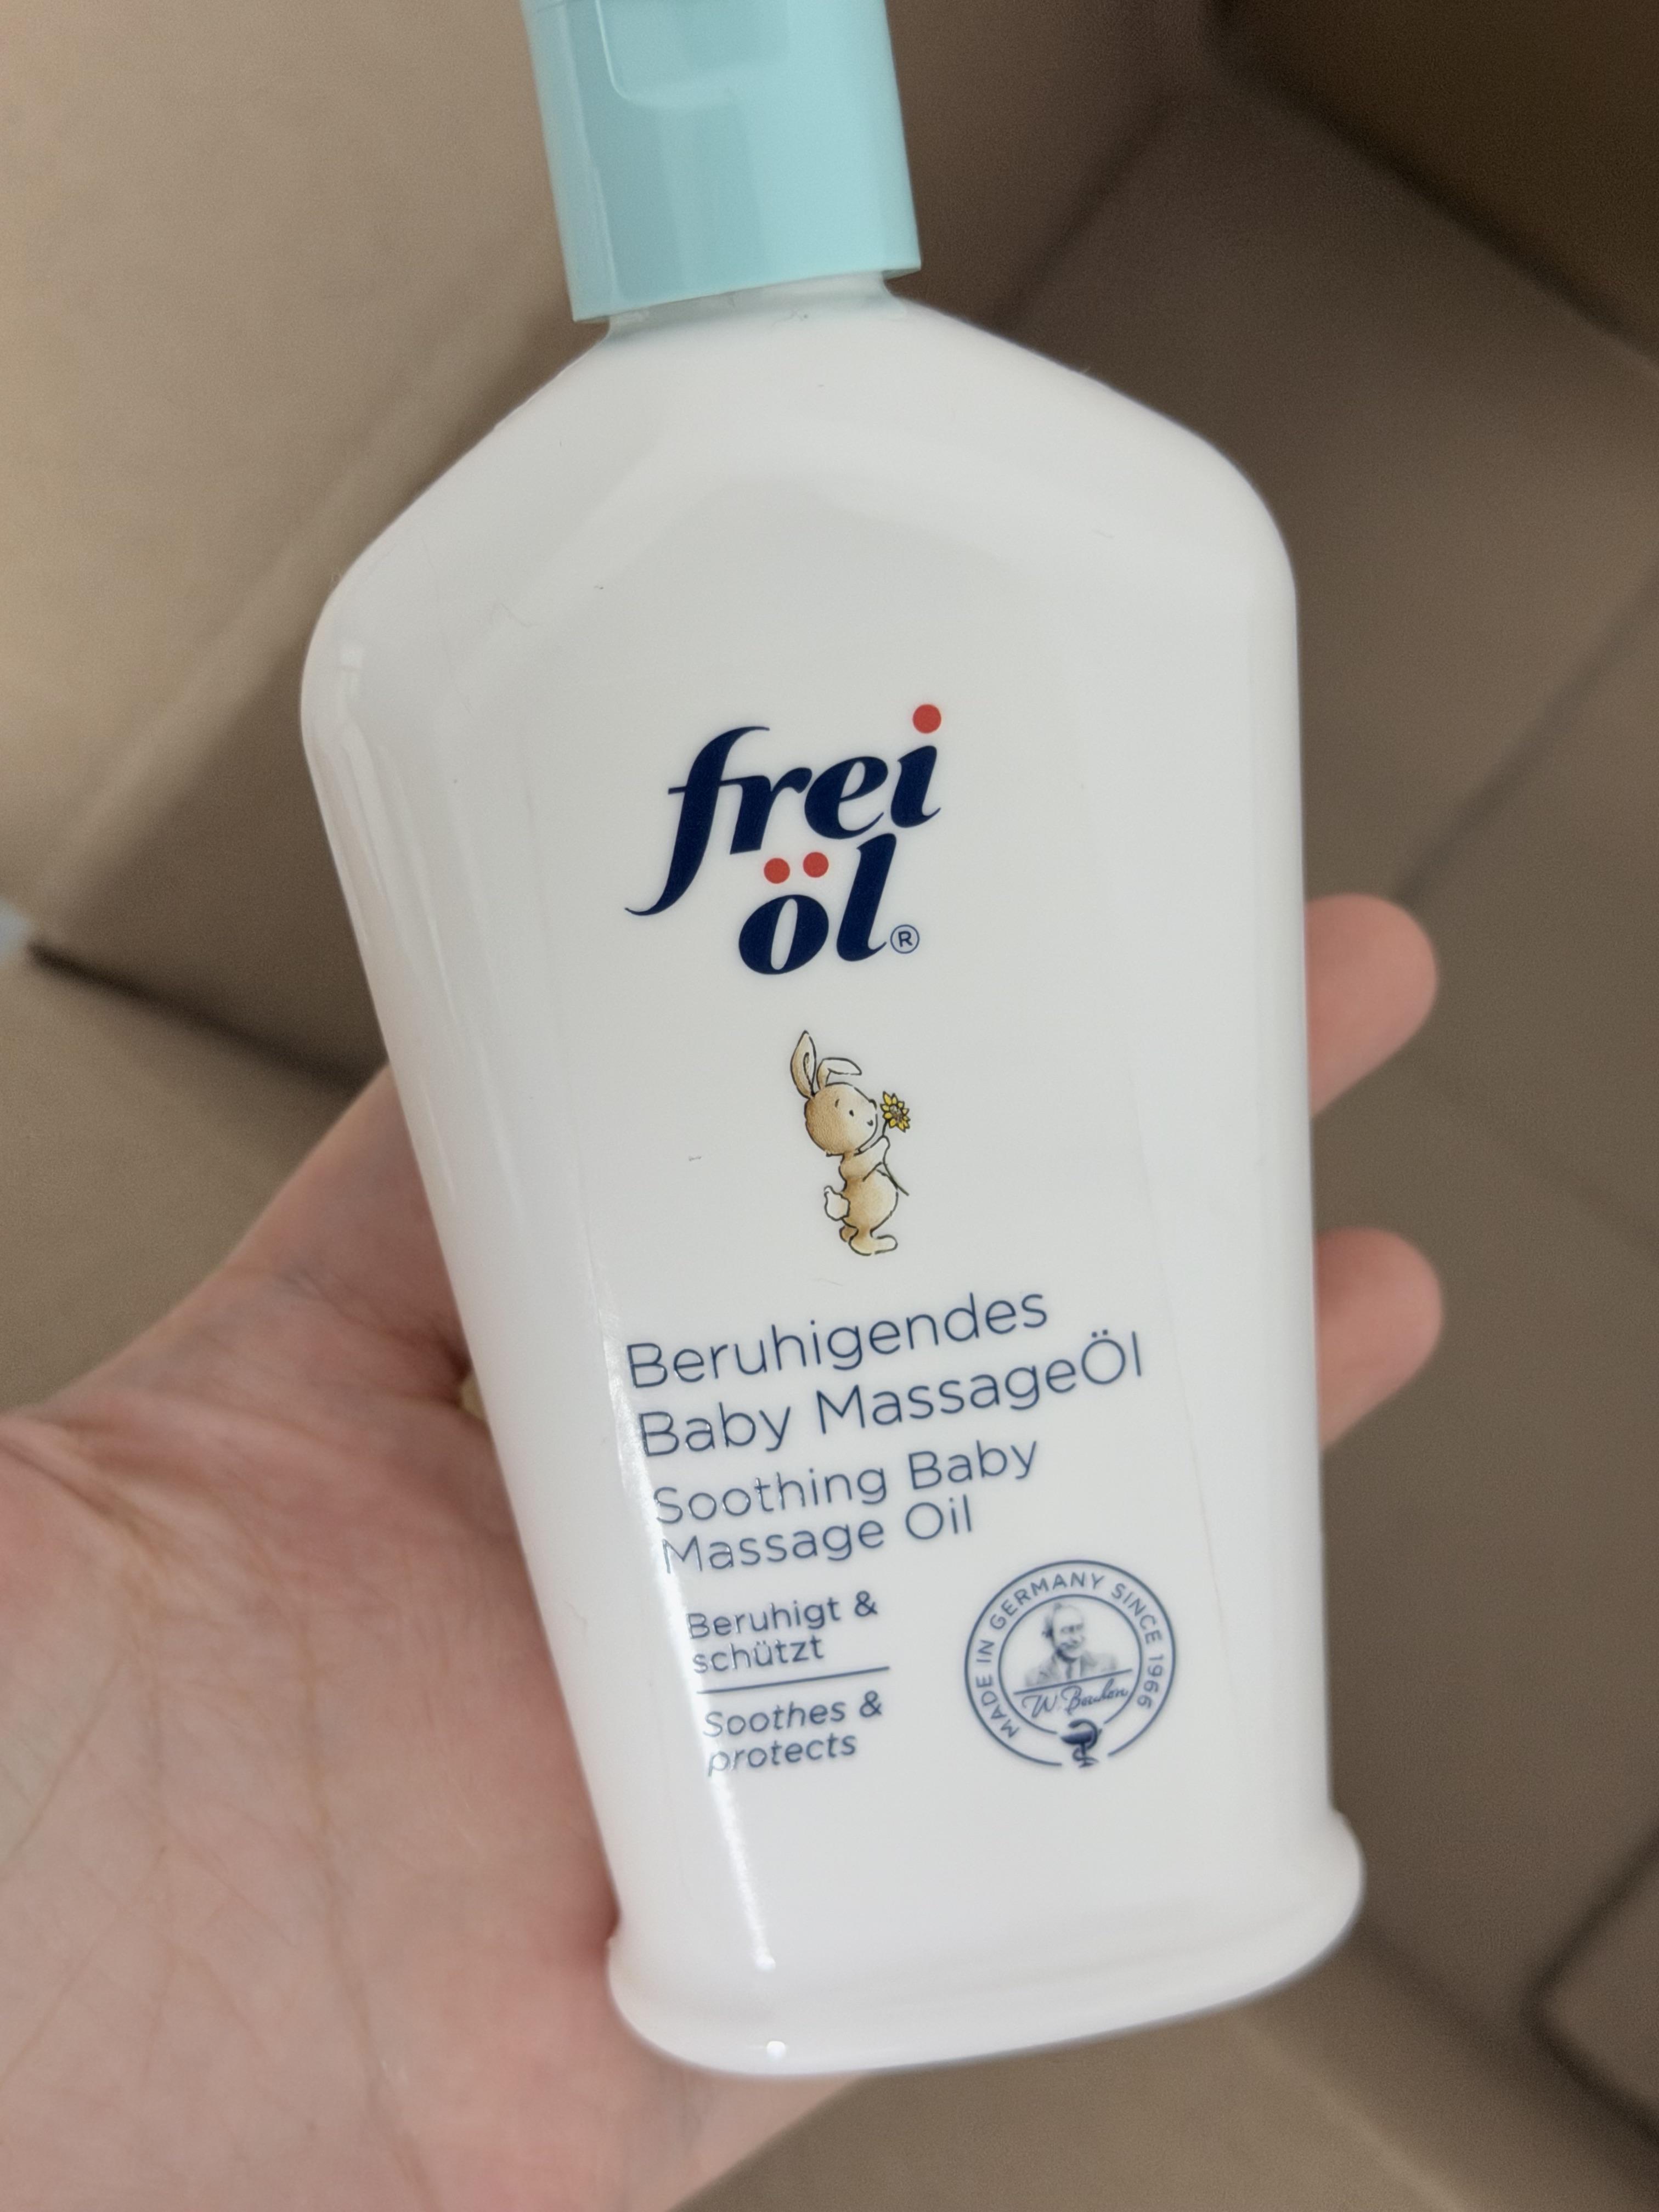 frei
öl®
Beruhigendes
Baby MassageÖl
Soothing Baby
Massage Oil
Beruhigt &
schützt
Soothes &
protects
MADE IN GERMANY SINCE 1966